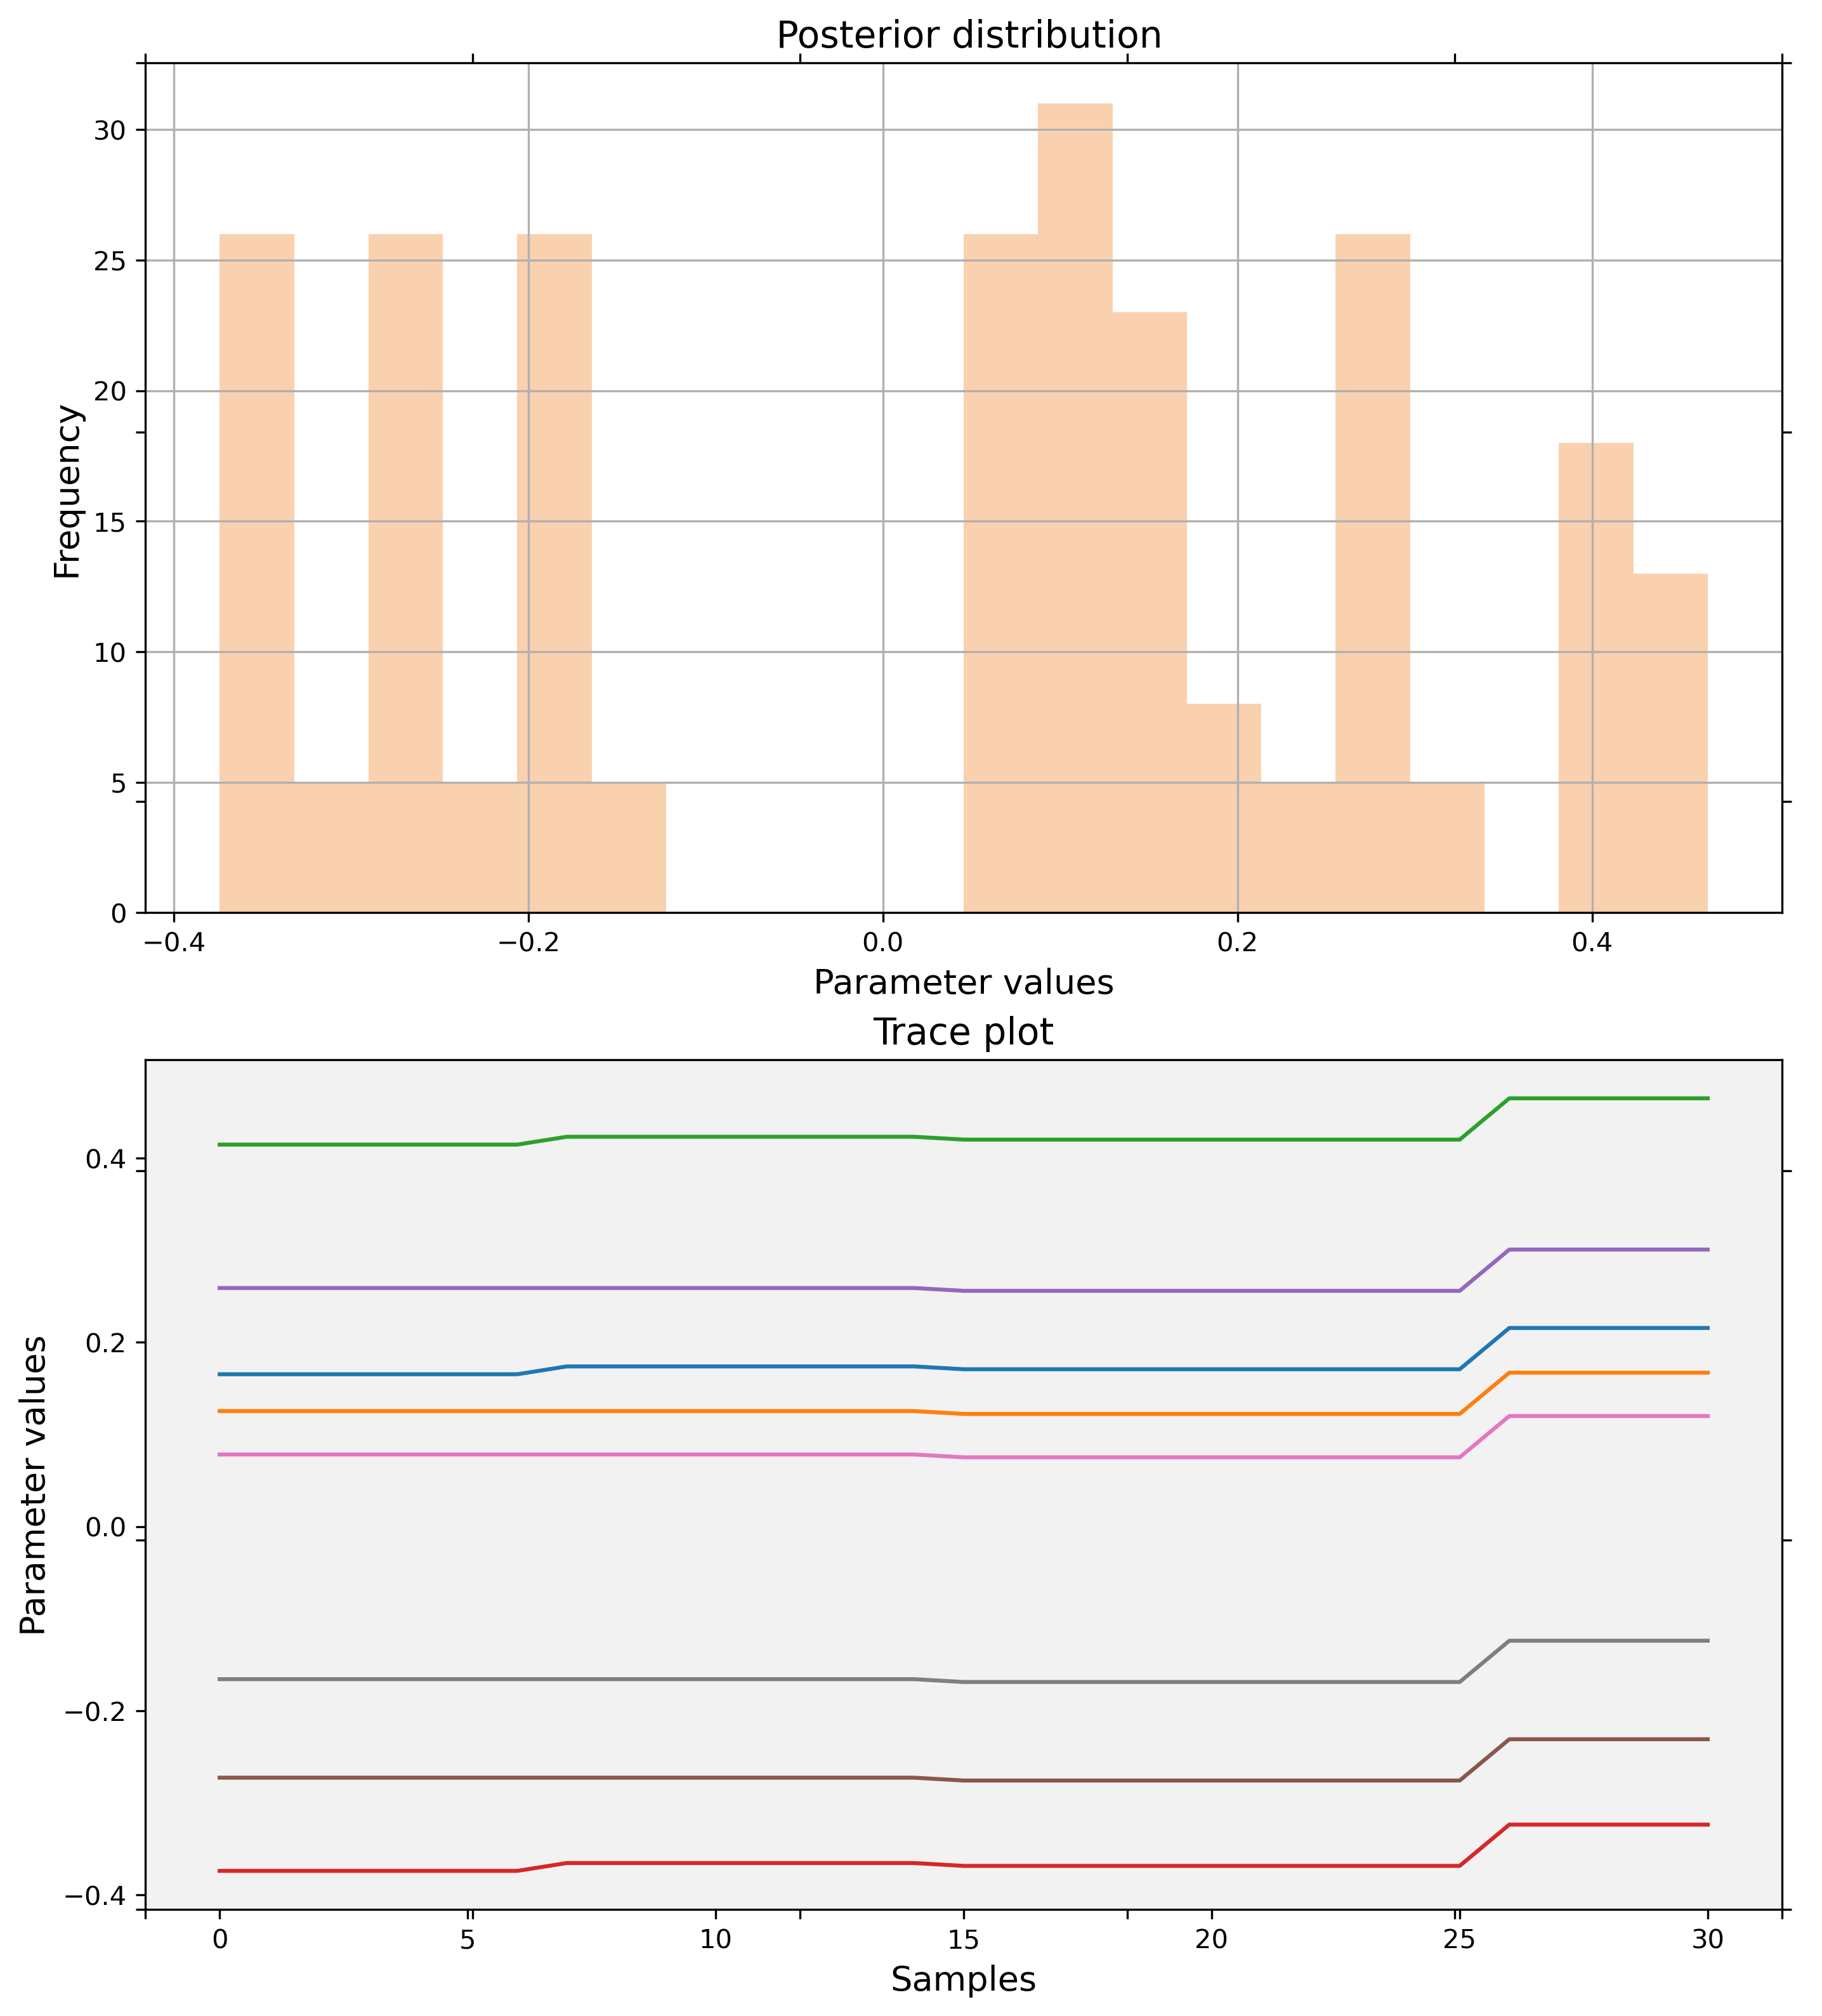 Posterior distribution
30
25
20
15
10
5
0
Frequency
−0.4 −0.2 0.0 0.2 0.4
Parameter values
Trace plot
0.4
0.2
0.0
−0.2
−0.4
Parameter values
0 5 10 15 20 25 30
Samples